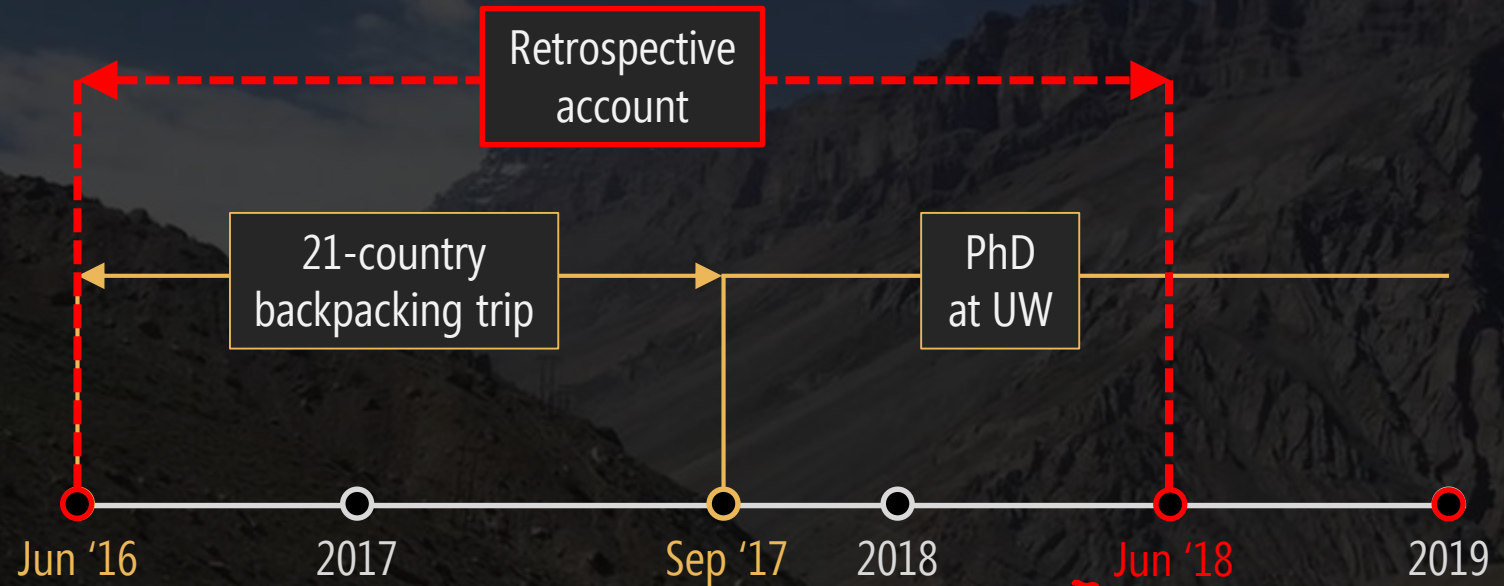 Retrospective
account
21-country
backpacking trip
PhD
at UW
Jun ‘16
2017
Sep ‘17
2018
Jun ‘18
2019